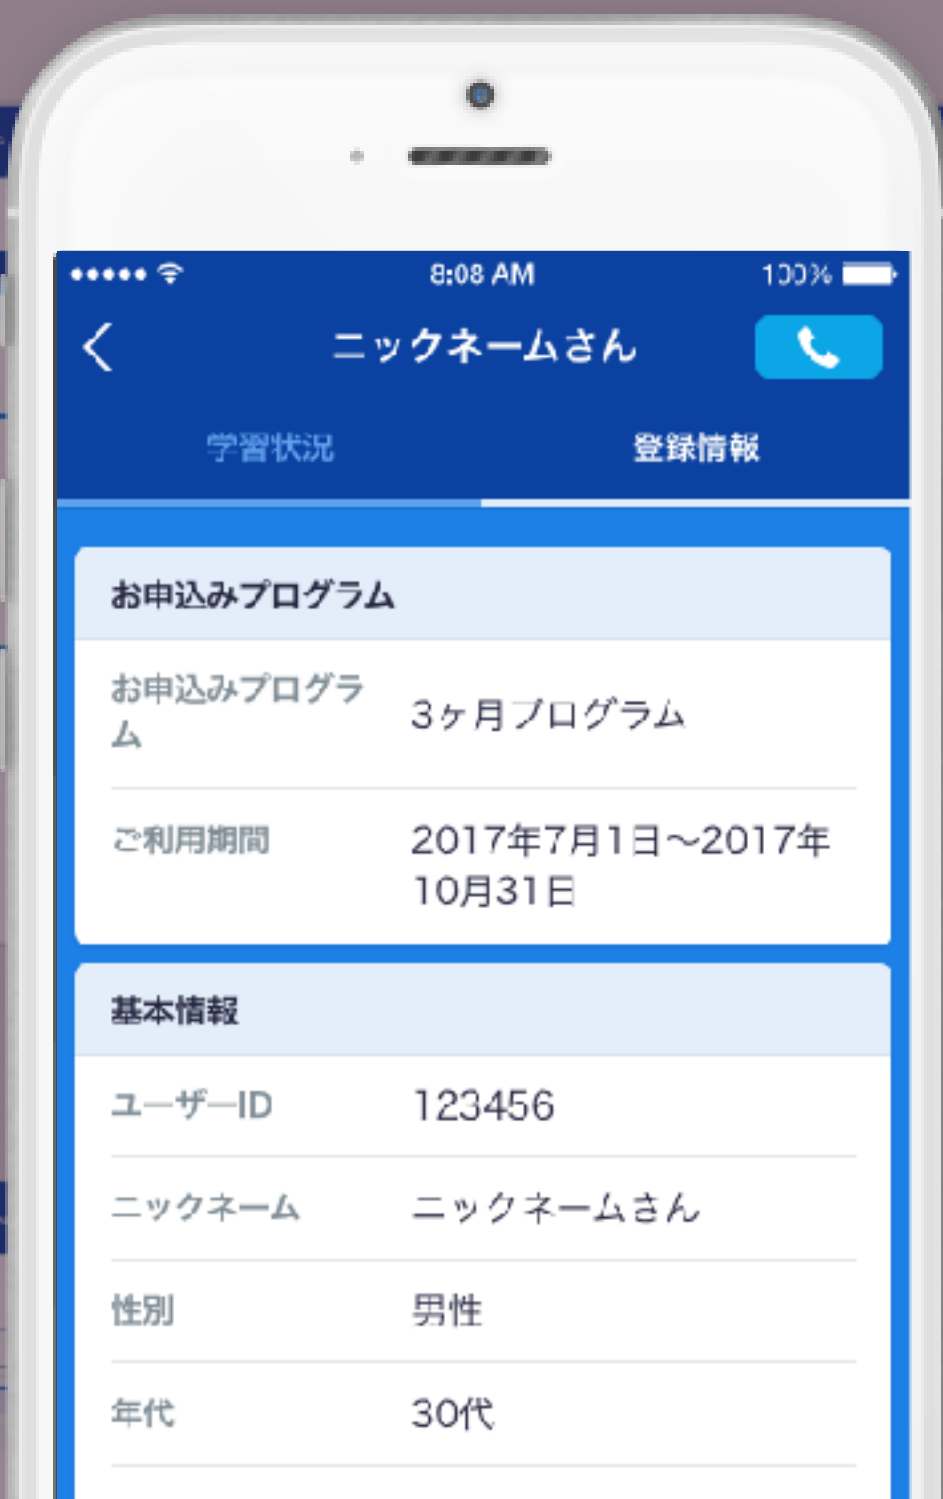 8:08 AM
100%
ニックネームさん
学習状況
登録情報
お申込みプログラム
お申込みプログラ
ム
3ヶ月プログラム
ご利用期間
2017年7月1日〜2017年
10月31日
基本情報
ユーザーID
123456
ニックネーム
ニックネームさん
性別
男性
年代
30代